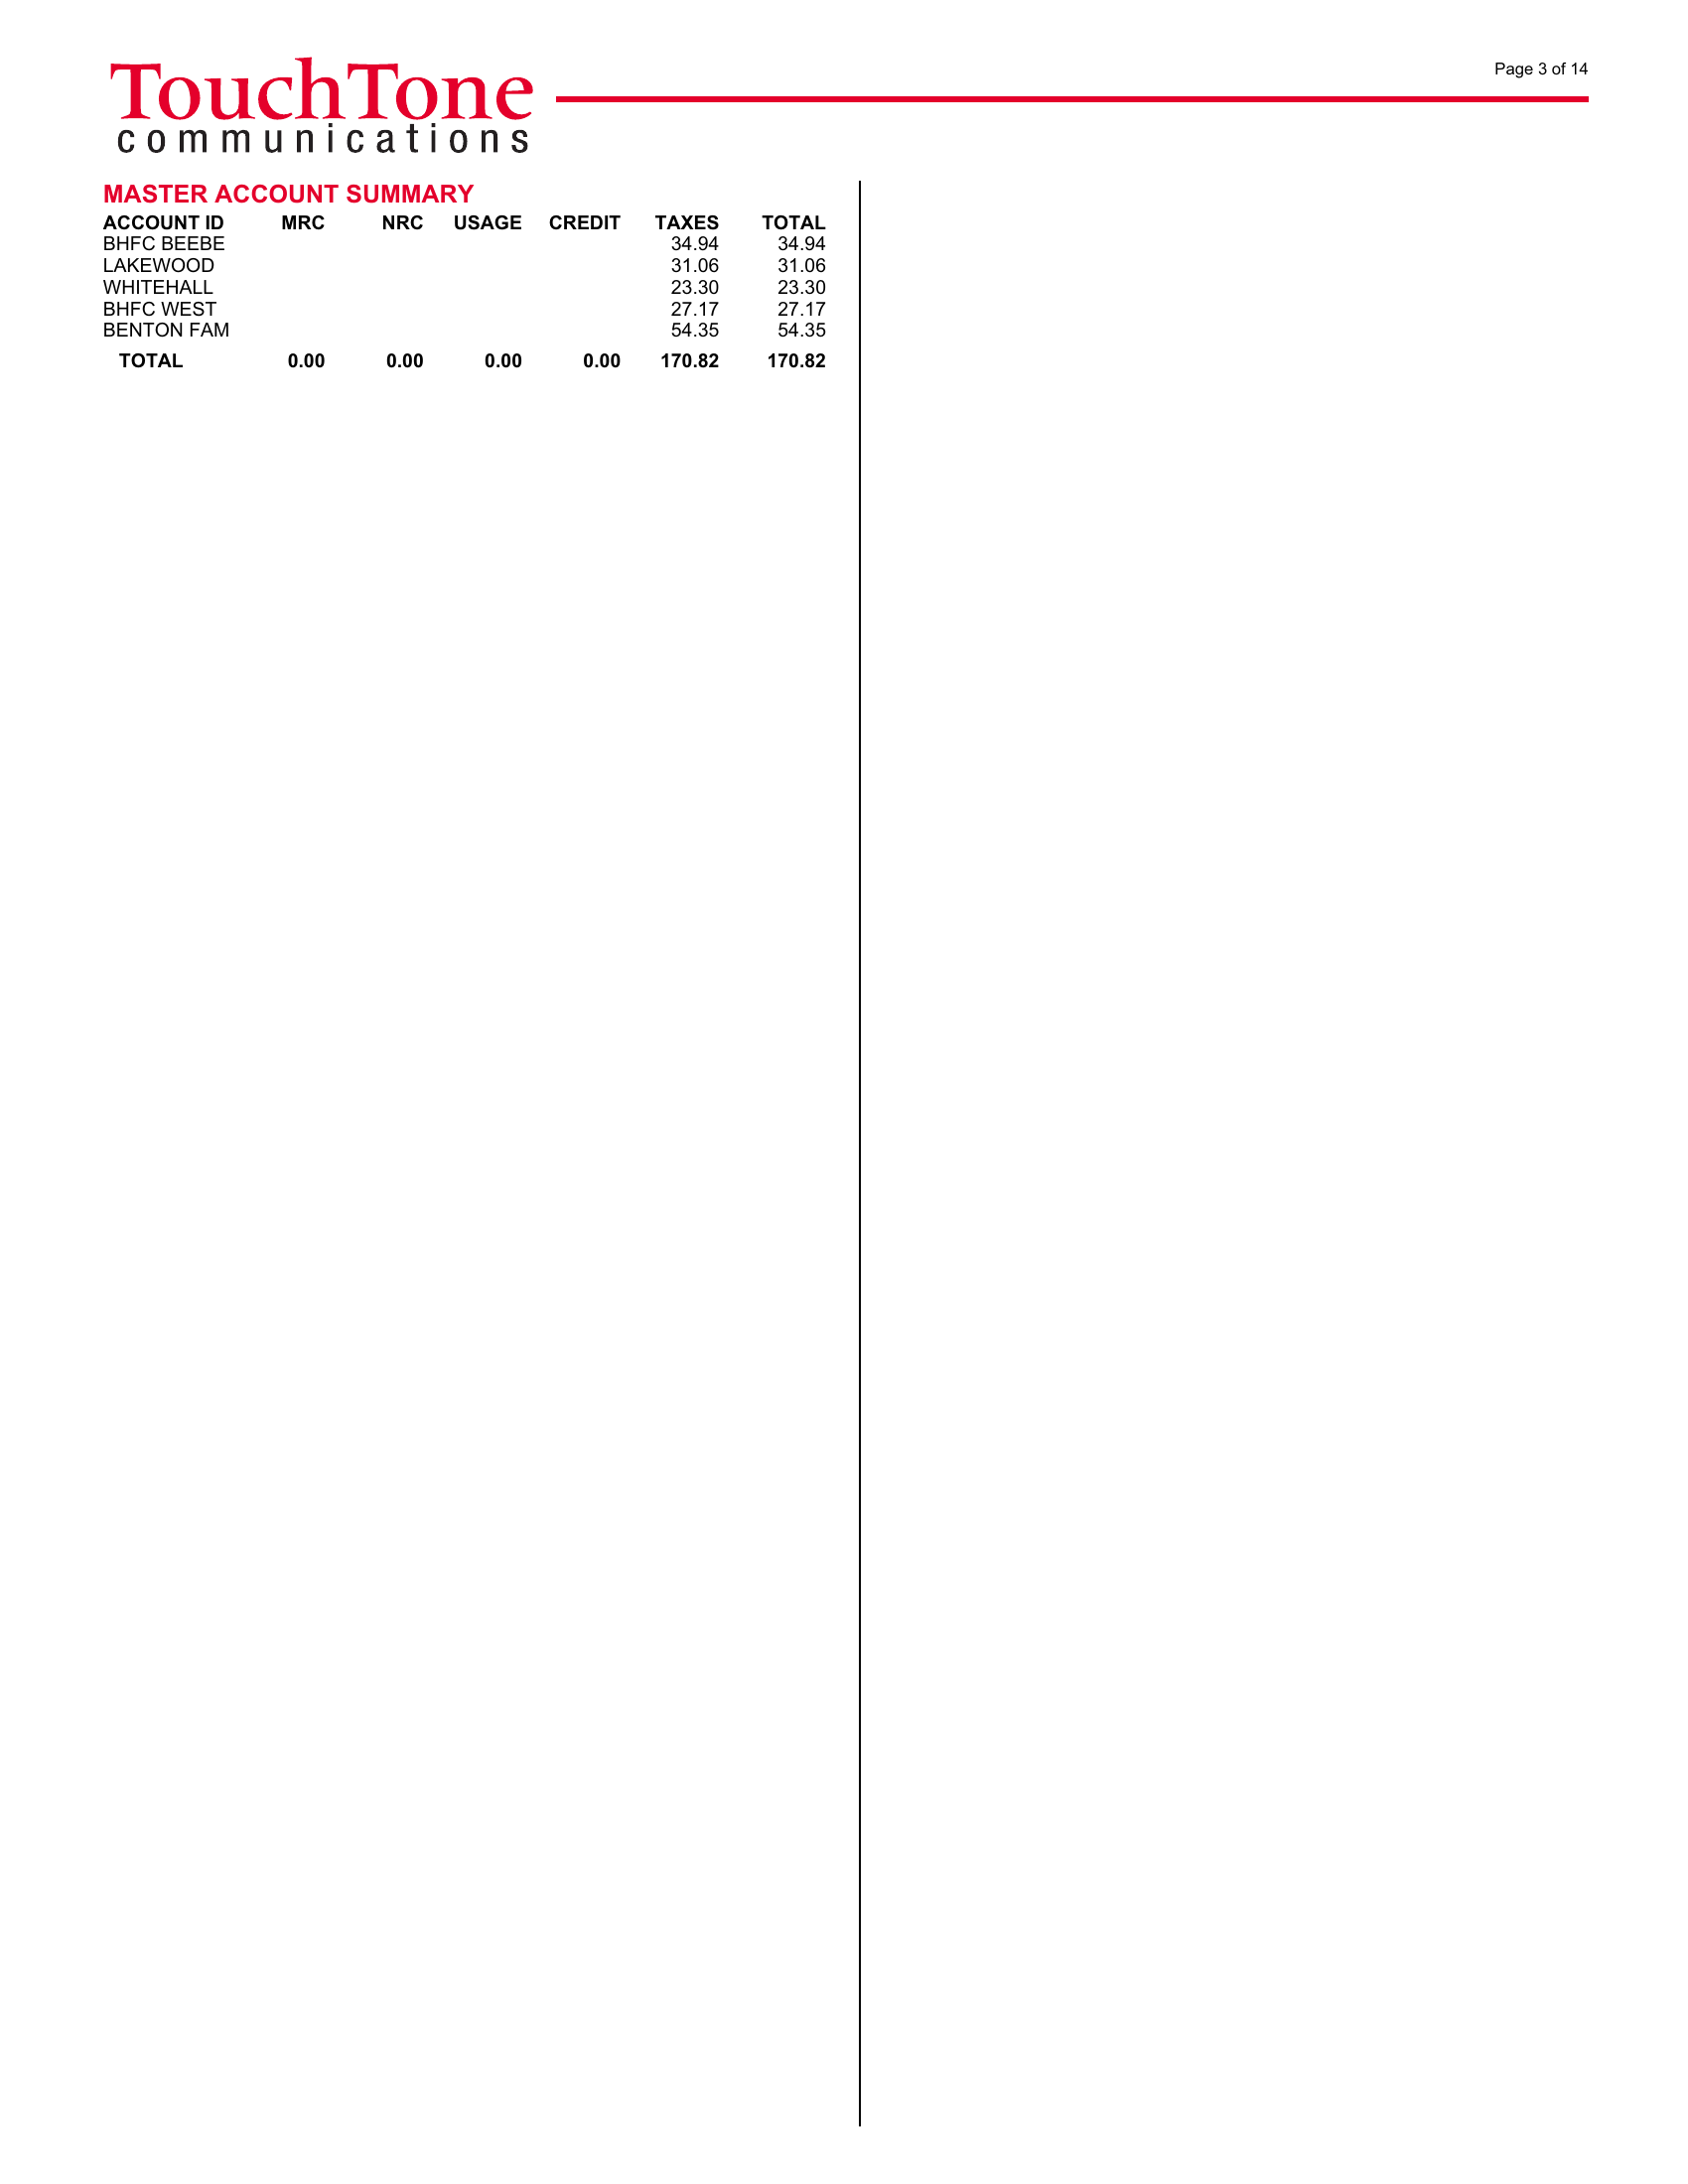 TouchTone
communications
Page 3 of 14
MASTER ACCOUNT SUMMARY
ACCOUNT ID MRC NRC USAGE CREDIT TAXES TOTAL
BHFC BEEBE 34.94 34.94
LAKEWOOD 31.06 31.06
WHITEHALL 23.30 23.30
BHFC WEST 27.17 27.17
BENTON FAM 54.35 54.35
TOTAL 0.00 0.00 0.00 0.00 170.82 170.82